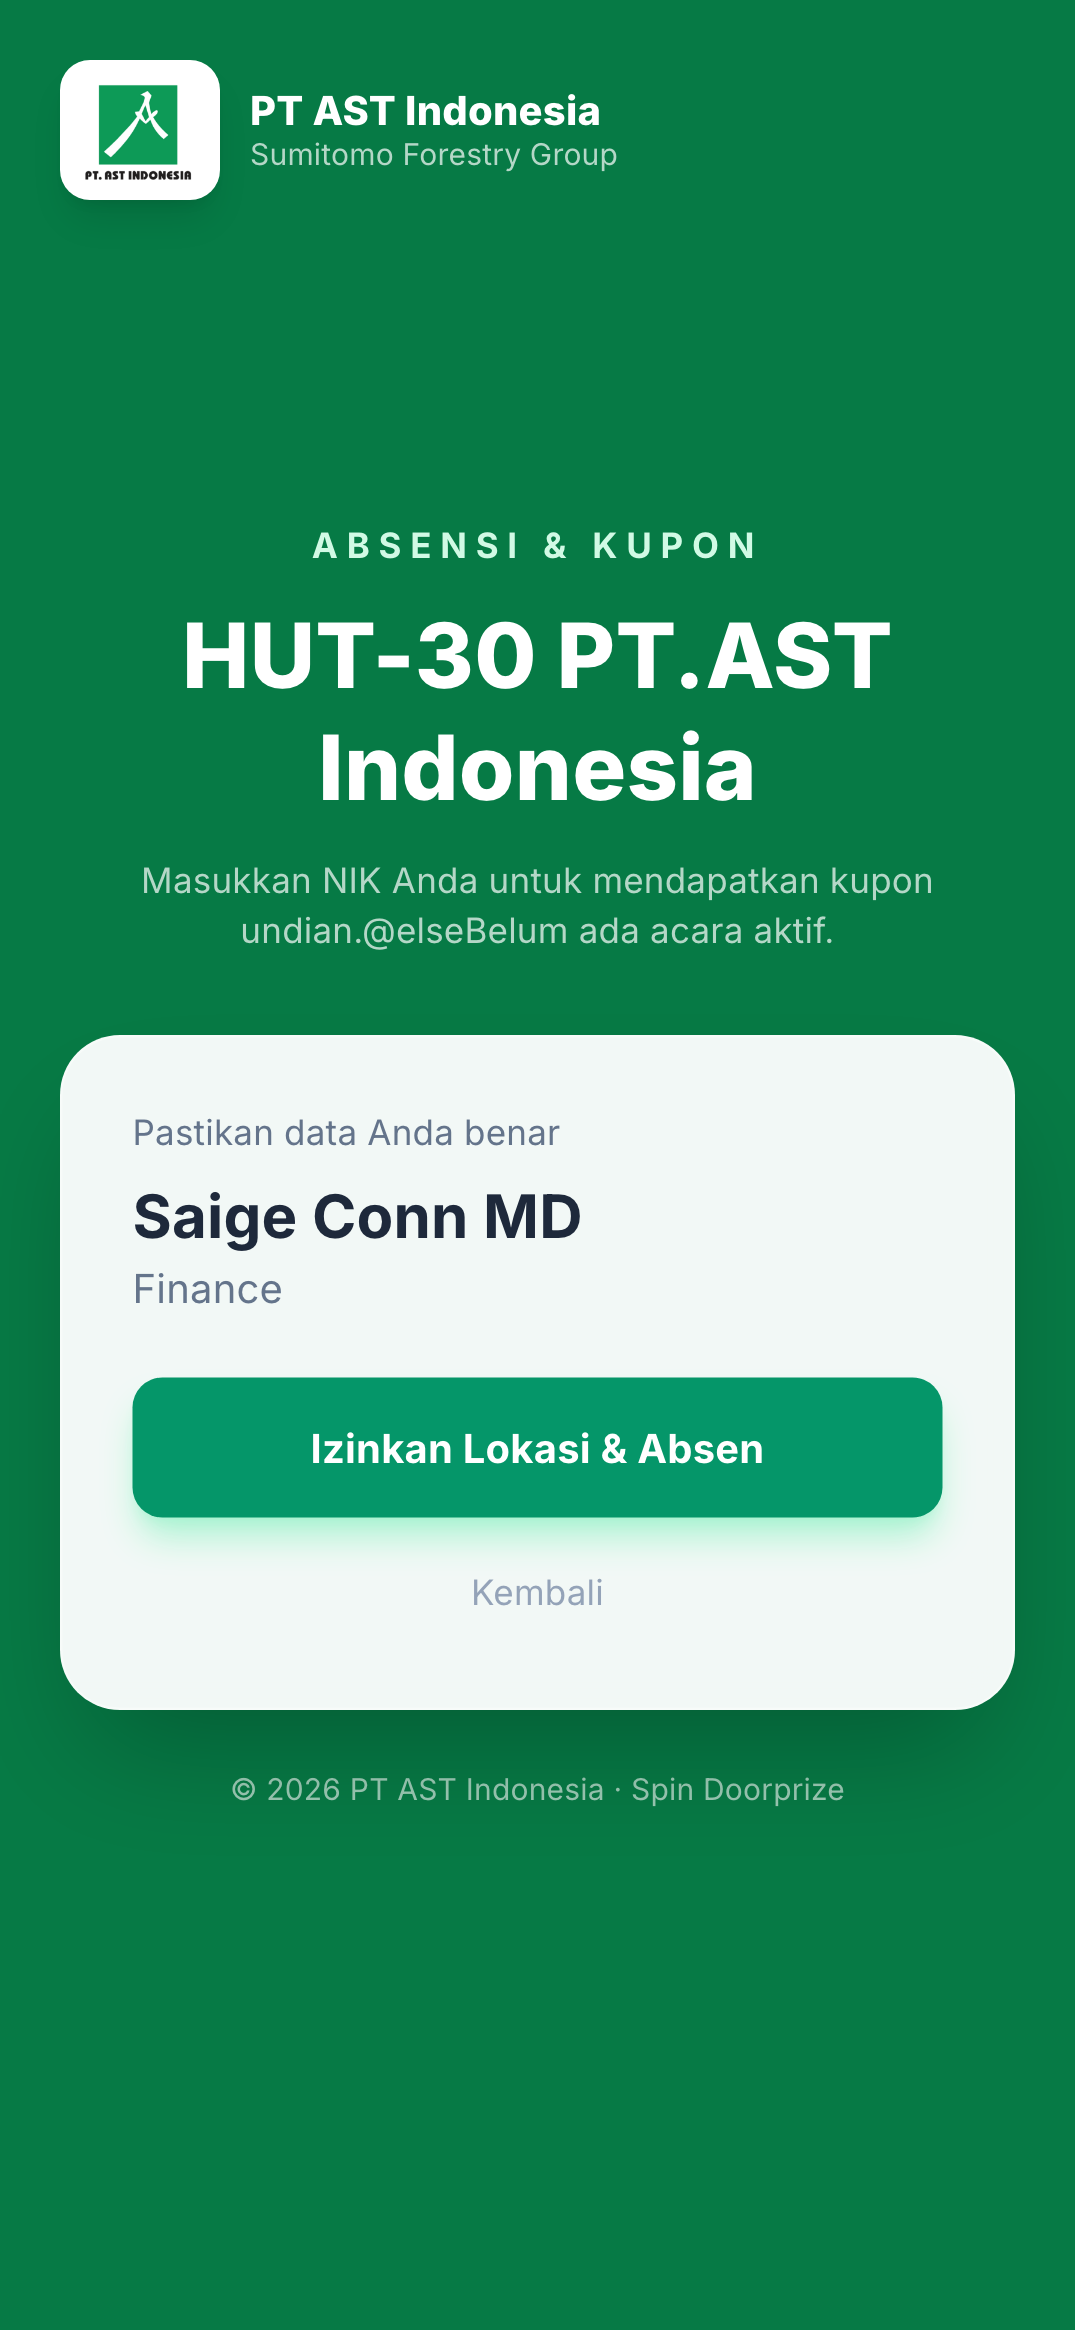 PT. AST INDONESIA
PT AST Indonesia
Sumitomo Forestry Group
ABSENSI & KUPON
HUT-30 PT.AST
Indonesia
Masukkan NIK Anda untuk mendapatkan kupon
undian.@elseBelum ada acara aktif.
Pastikan data Anda benar
Saige Conn MD
Finance
Izinkan Lokasi & Absen
Kembali
© 2026 PT AST Indonesia · Spin Doorprize